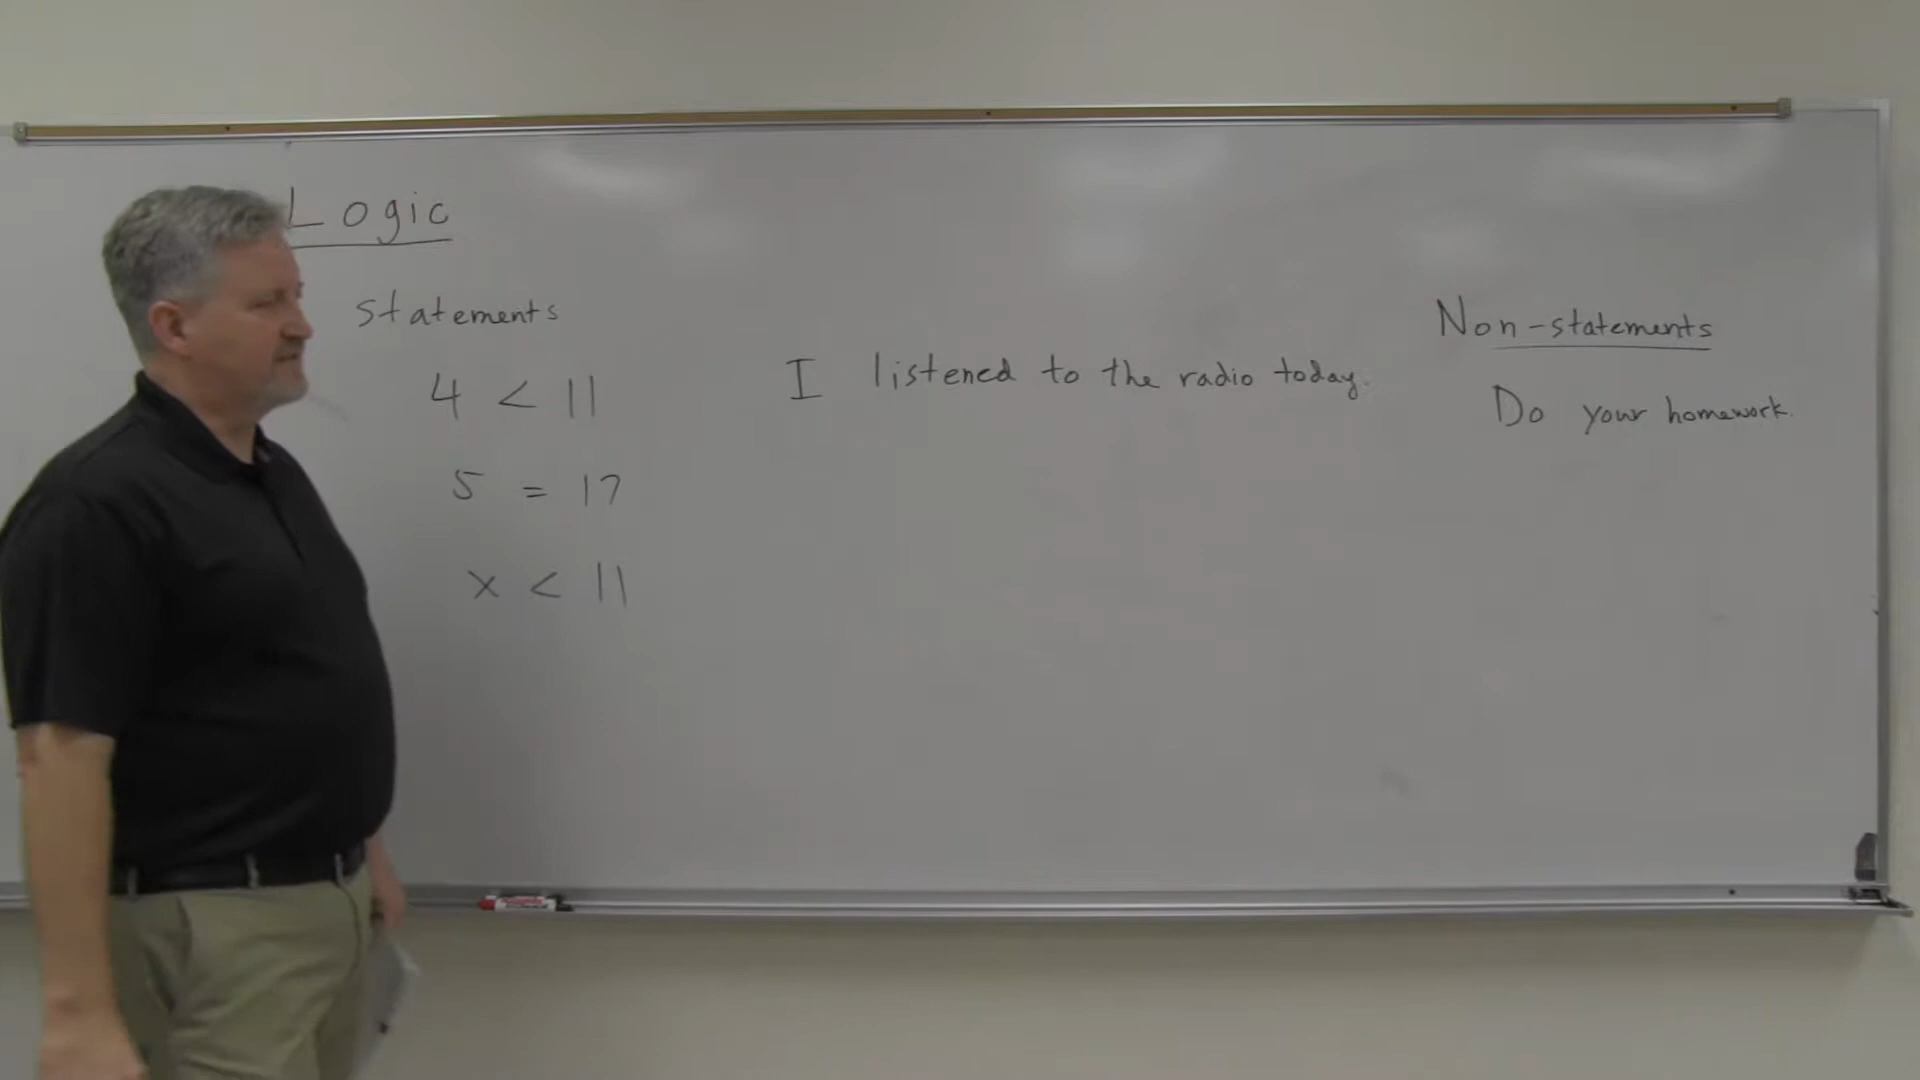 Logic
statements
4 < 11
5 = 17
x < 11
I listened to the radio today.
Non-statements
Do your homework.